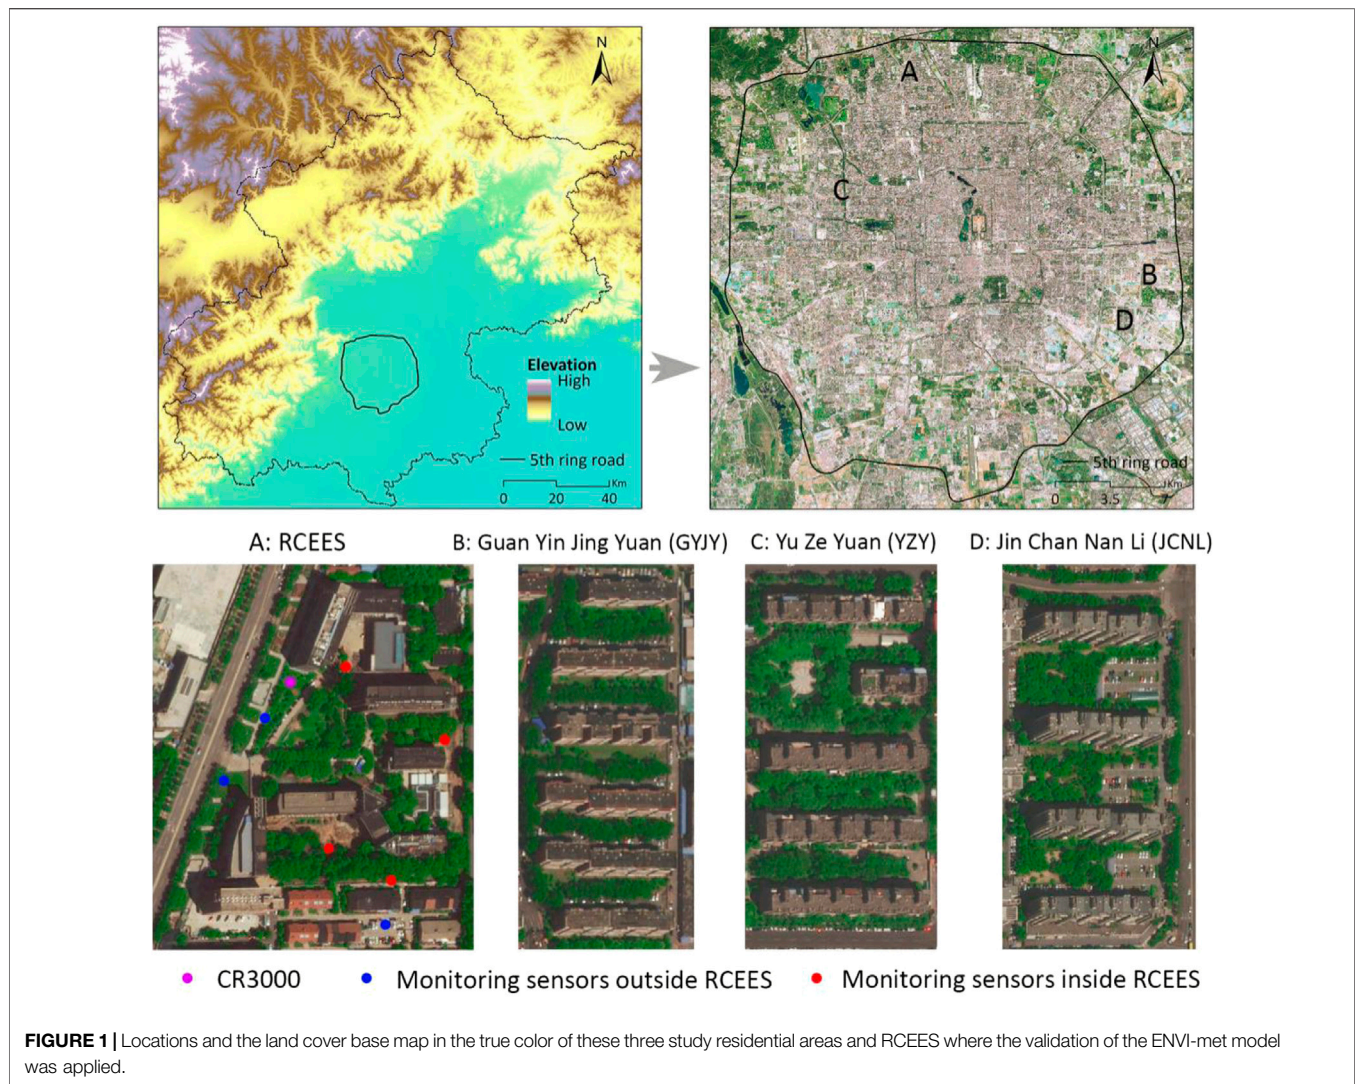 N
Elevation
High
Low
5th ring road
Km
0 20 40
N
A
C
B
D
5th ring road
Km
0 3.5 7
A: RCEES
B: Guan Yin Jing Yuan (GYJY)
C: Yu Ze Yuan (YZY)
D: Jin Chan Nan Li (JCNL)
CR3000
Monitoring sensors outside RCEES
Monitoring sensors inside RCEES
FIGURE 1 | Locations and the land cover base map in the true color of these three study residential areas and RCEES where the validation of the ENVI-met model
was applied.